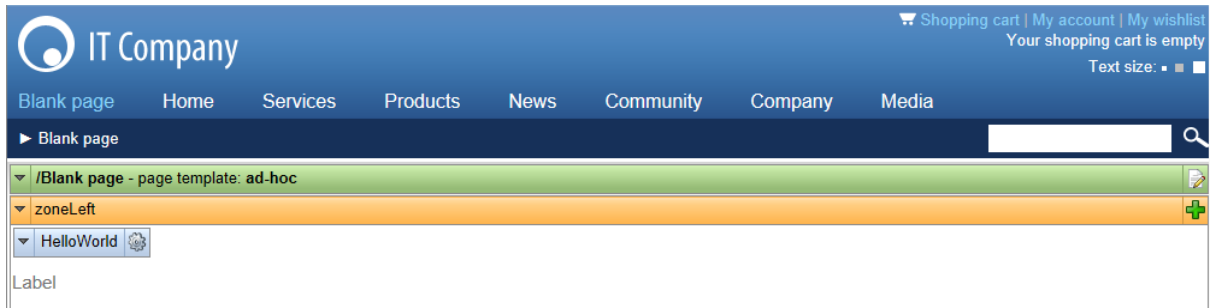 Shopping cart | My account | My wishlist
IT Company
Your shopping cart is empty
Text size:
Blank page Home Services Products News Community Company Media
► Blank page
/Blank page - page template: ad-hoc
zoneLeft
HelloWorld
Label